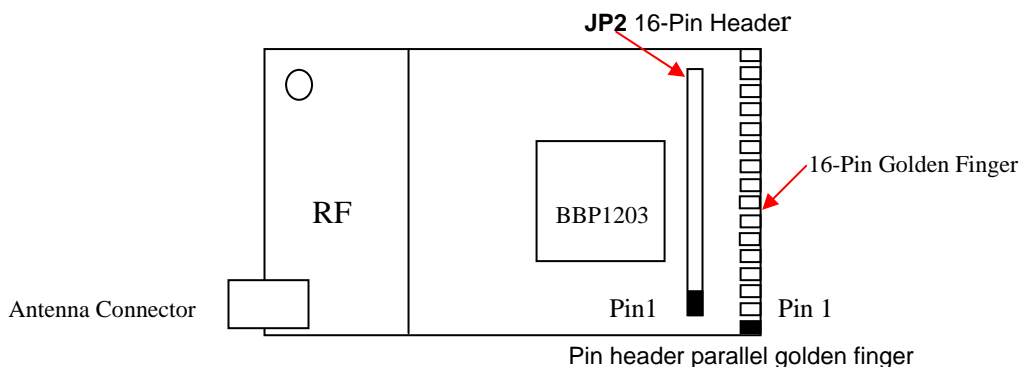 JP2 16-Pin Header
16-Pin Golden Finger
RF
BBP1203
Antenna Connector
Pin1
Pin 1
Pin header parallel golden finger